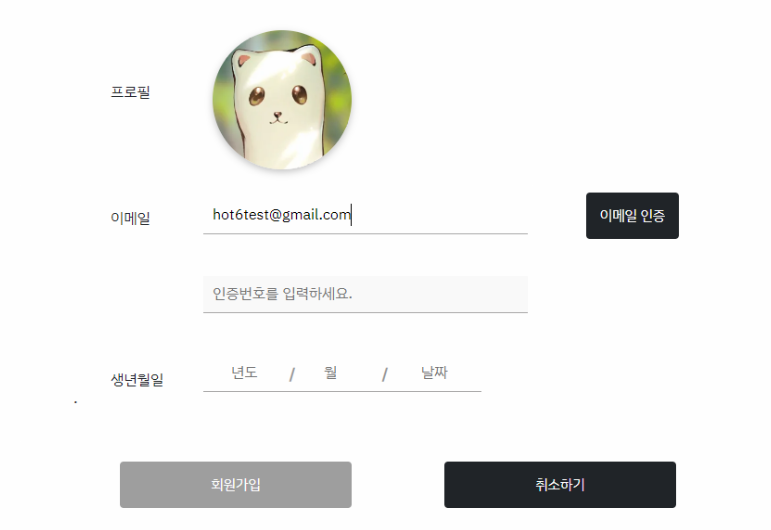 프로필
이메일 hot6test@gmail.com 이메일 인증
인증번호를 입력하세요.
생년월일 년도 / 월 / 날짜
.
회원가입 취소하기